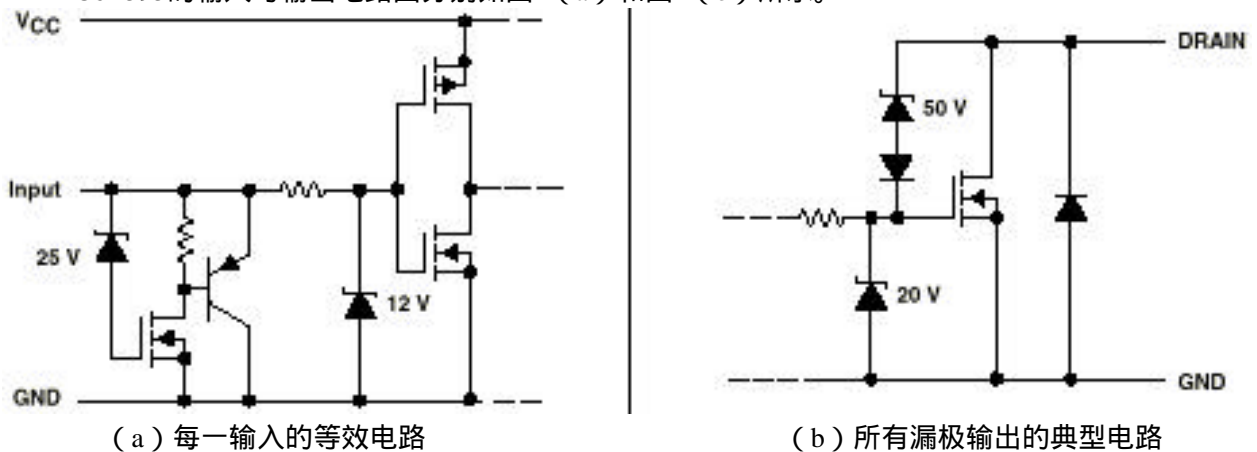 VCC
Input
25 V
12 V
GND
DRAIN
50 V
20 V
GND
(a)每一输入的等效电路
(b)所有漏极输出的典型电路